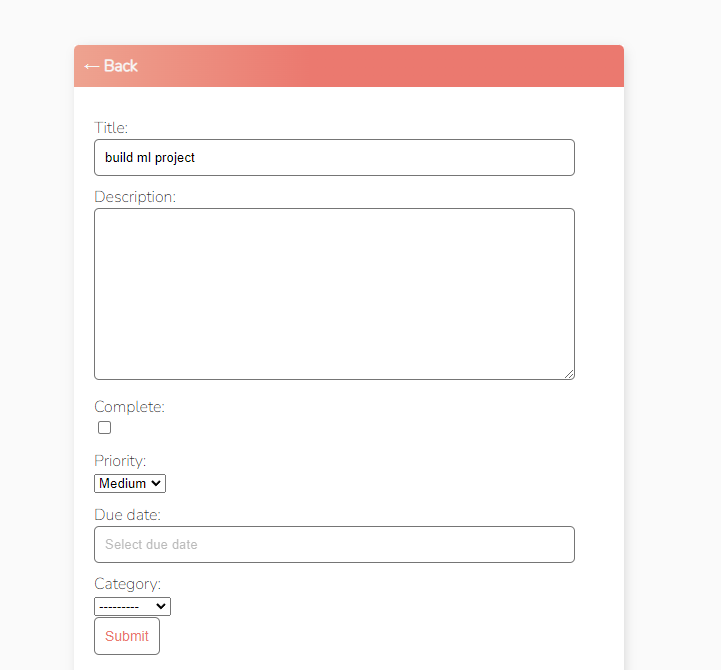 ← Back
Title:
build ml project
Description:
Complete:
Priority:
Medium
Due date:
Select due date
Category:
---------
Submit